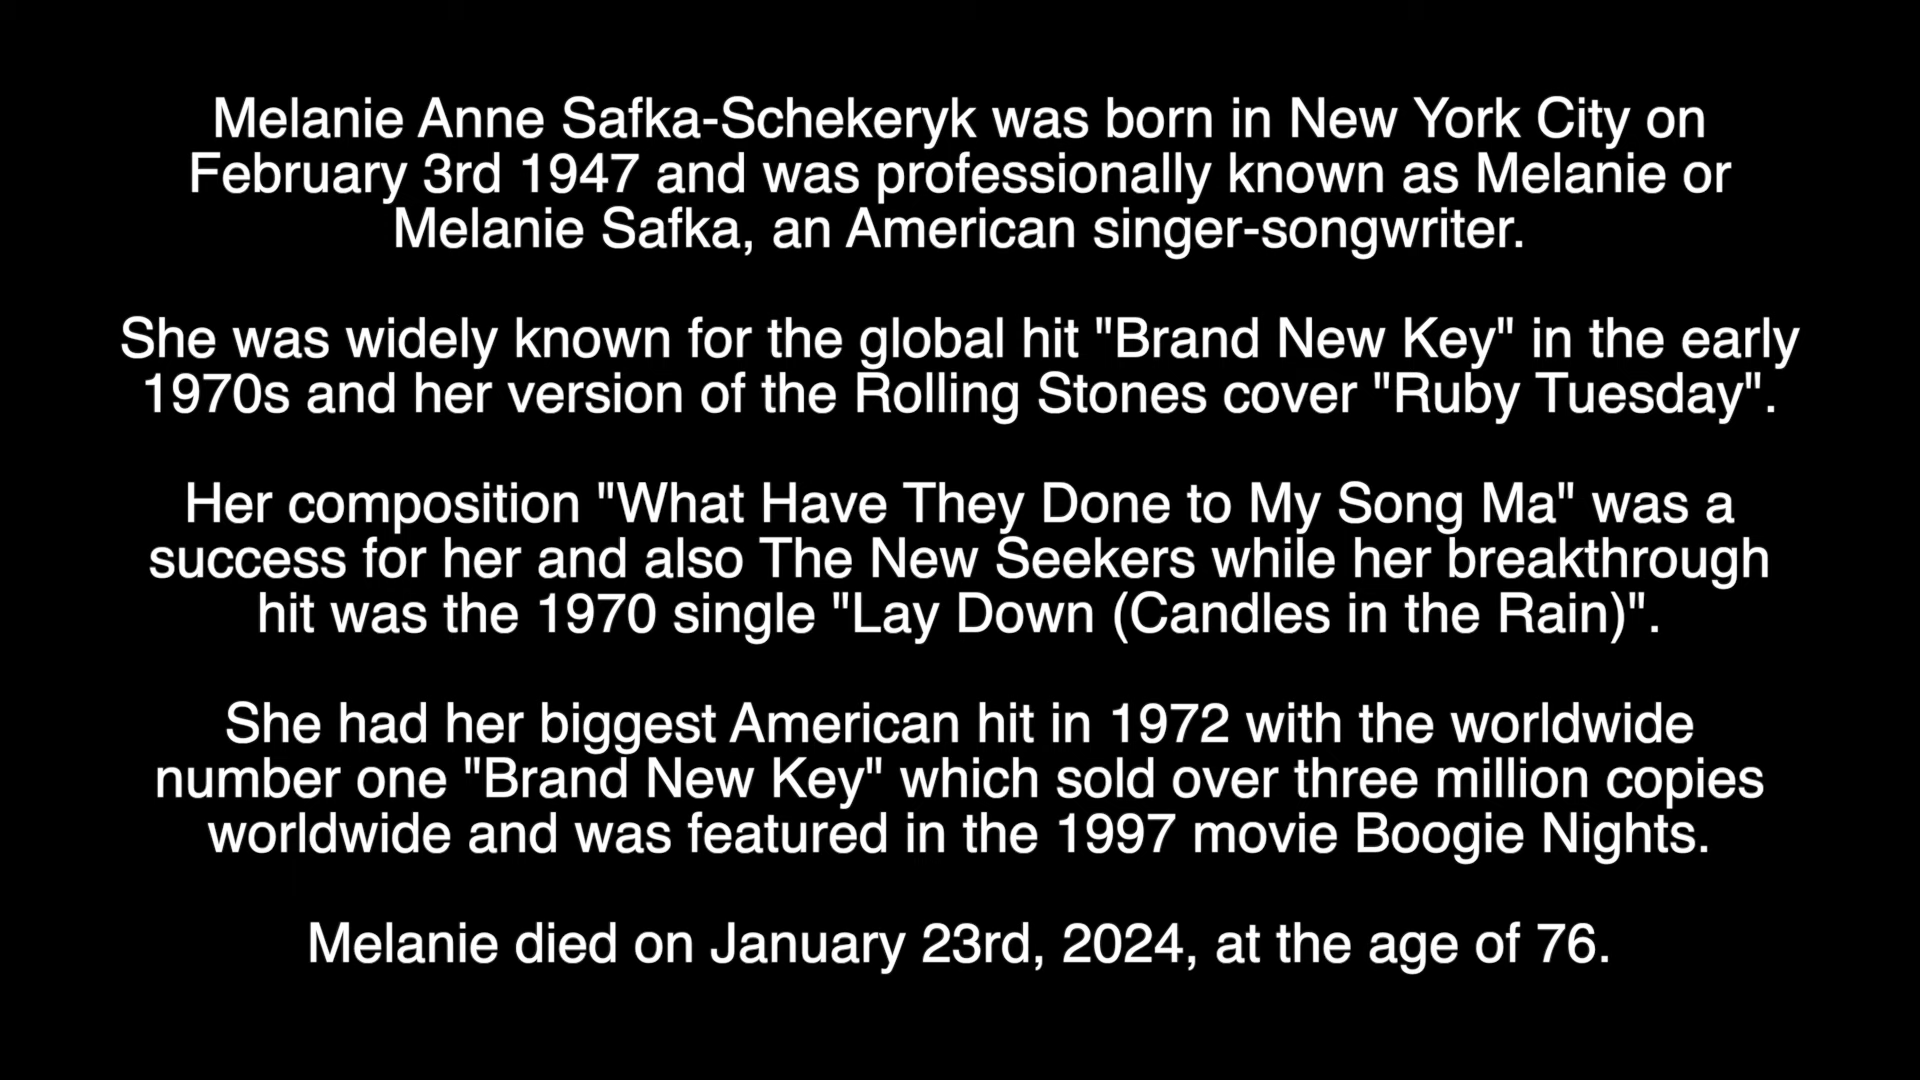 Melanie Anne Safka-Schekeryk was born in New York City on
February 3rd 1947 and was professionally known as Melanie or
Melanie Safka, an American singer-songwriter.
She was widely known for the global hit "Brand New Key" in the early
1970s and her version of the Rolling Stones cover "Ruby Tuesday".
Her composition "What Have They Done to My Song Ma" was a
success for her and also The New Seekers while her breakthrough
hit was the 1970 single "Lay Down (Candles in the Rain)".
She had her biggest American hit in 1972 with the worldwide
number one "Brand New Key" which sold over three million copies
worldwide and was featured in the 1997 movie Boogie Nights.
Melanie died on January 23rd, 2024, at the age of 76.